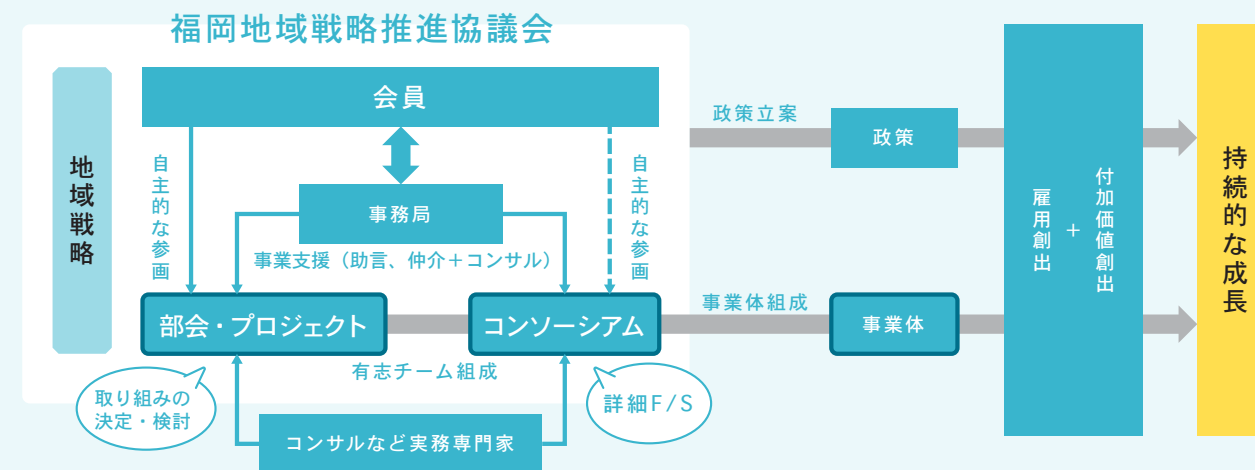 福岡地域戦略推進協議会
地域戦略
会員
自主的な参画
事務局
自主的な参画
事業支援（助言、仲介＋コンサル）
部会・プロジェクト
コンソーシアム
有志チーム組成
取り組みの
決定・検討
詳細F/S
コンサルなど実務専門家
政策立案
政策
事業体組成
事業体
付加価値創出
＋
雇用創出
持続的な成長